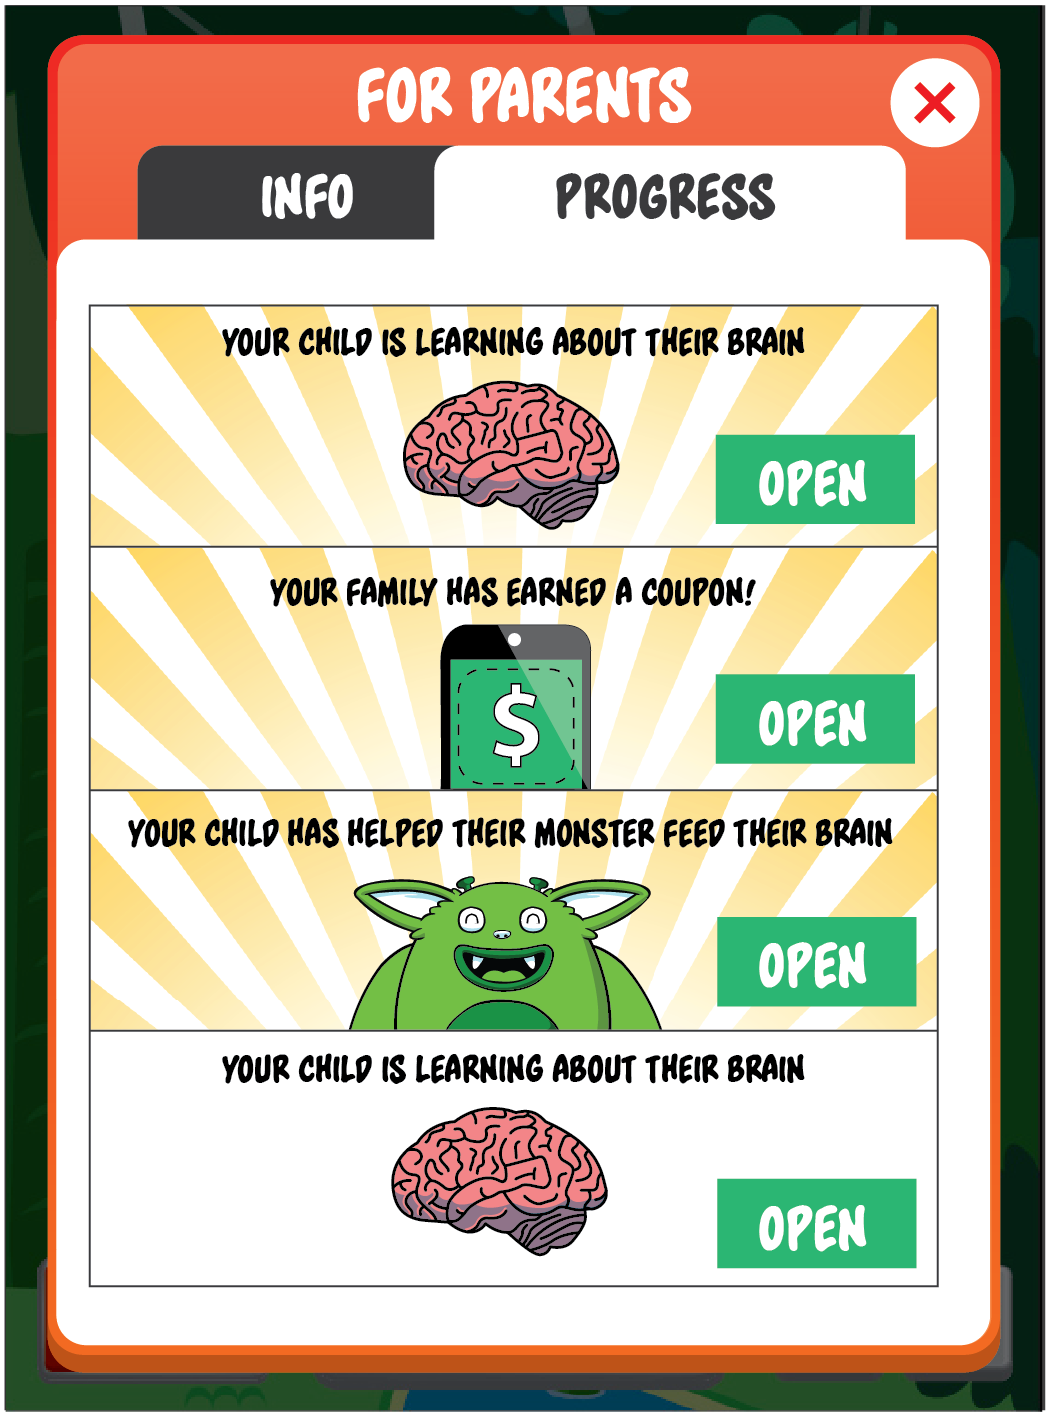 FOR PARENTS
INFO
PROGRESS
YOUR CHILD IS LEARNING ABOUT THEIR BRAIN
OPEN
YOUR FAMILY HAS EARNED A COUPON!
$
OPEN
YOUR CHILD HAS HELPED THEIR MONSTER FEED THEIR BRAIN
OPEN
YOUR CHILD IS LEARNING ABOUT THEIR BRAIN
OPEN